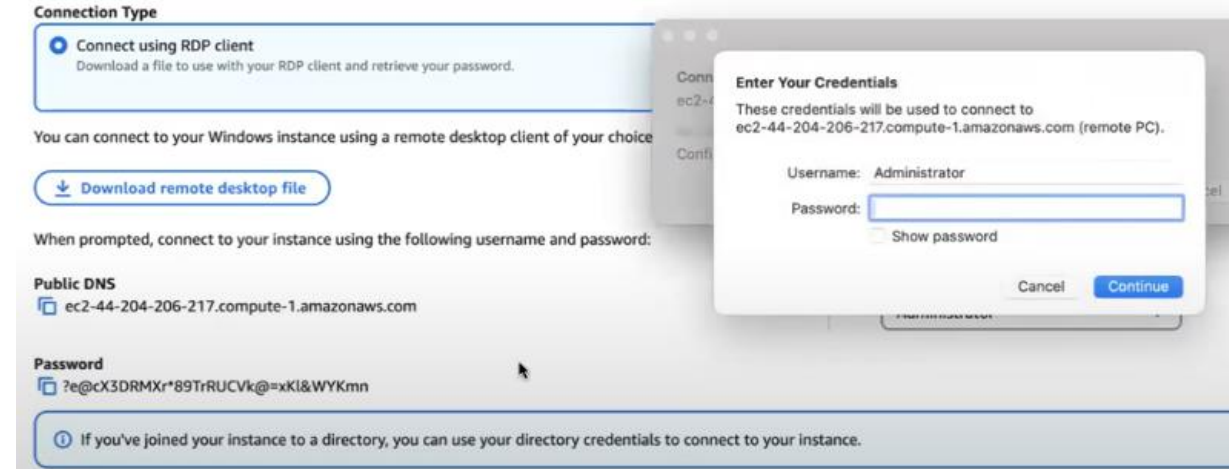 Connection Type
Connect using RDP client
Download a file to use with your RDP client and retrieve your password.
You can connect to your Windows instance using a remote desktop client of your choice
Download remote desktop file
When prompted, connect to your instance using the following username and password:
Public DNS
ec2-44-204-206-217.compute-1.amazonaws.com
Password
?e@cX3DRMXr*89TrRUCVk@=xKl&WYKmn
If you've joined your instance to a directory, you can use your directory credentials to connect to your instance.
Conn
ec2-4
Confi
Enter Your Credentials
These credentials will be used to connect to
ec2-44-204-206-217.compute-1.amazonaws.com (remote PC).
Username: Administrator
Password:
Show password
Cancel
Continue
Administrator